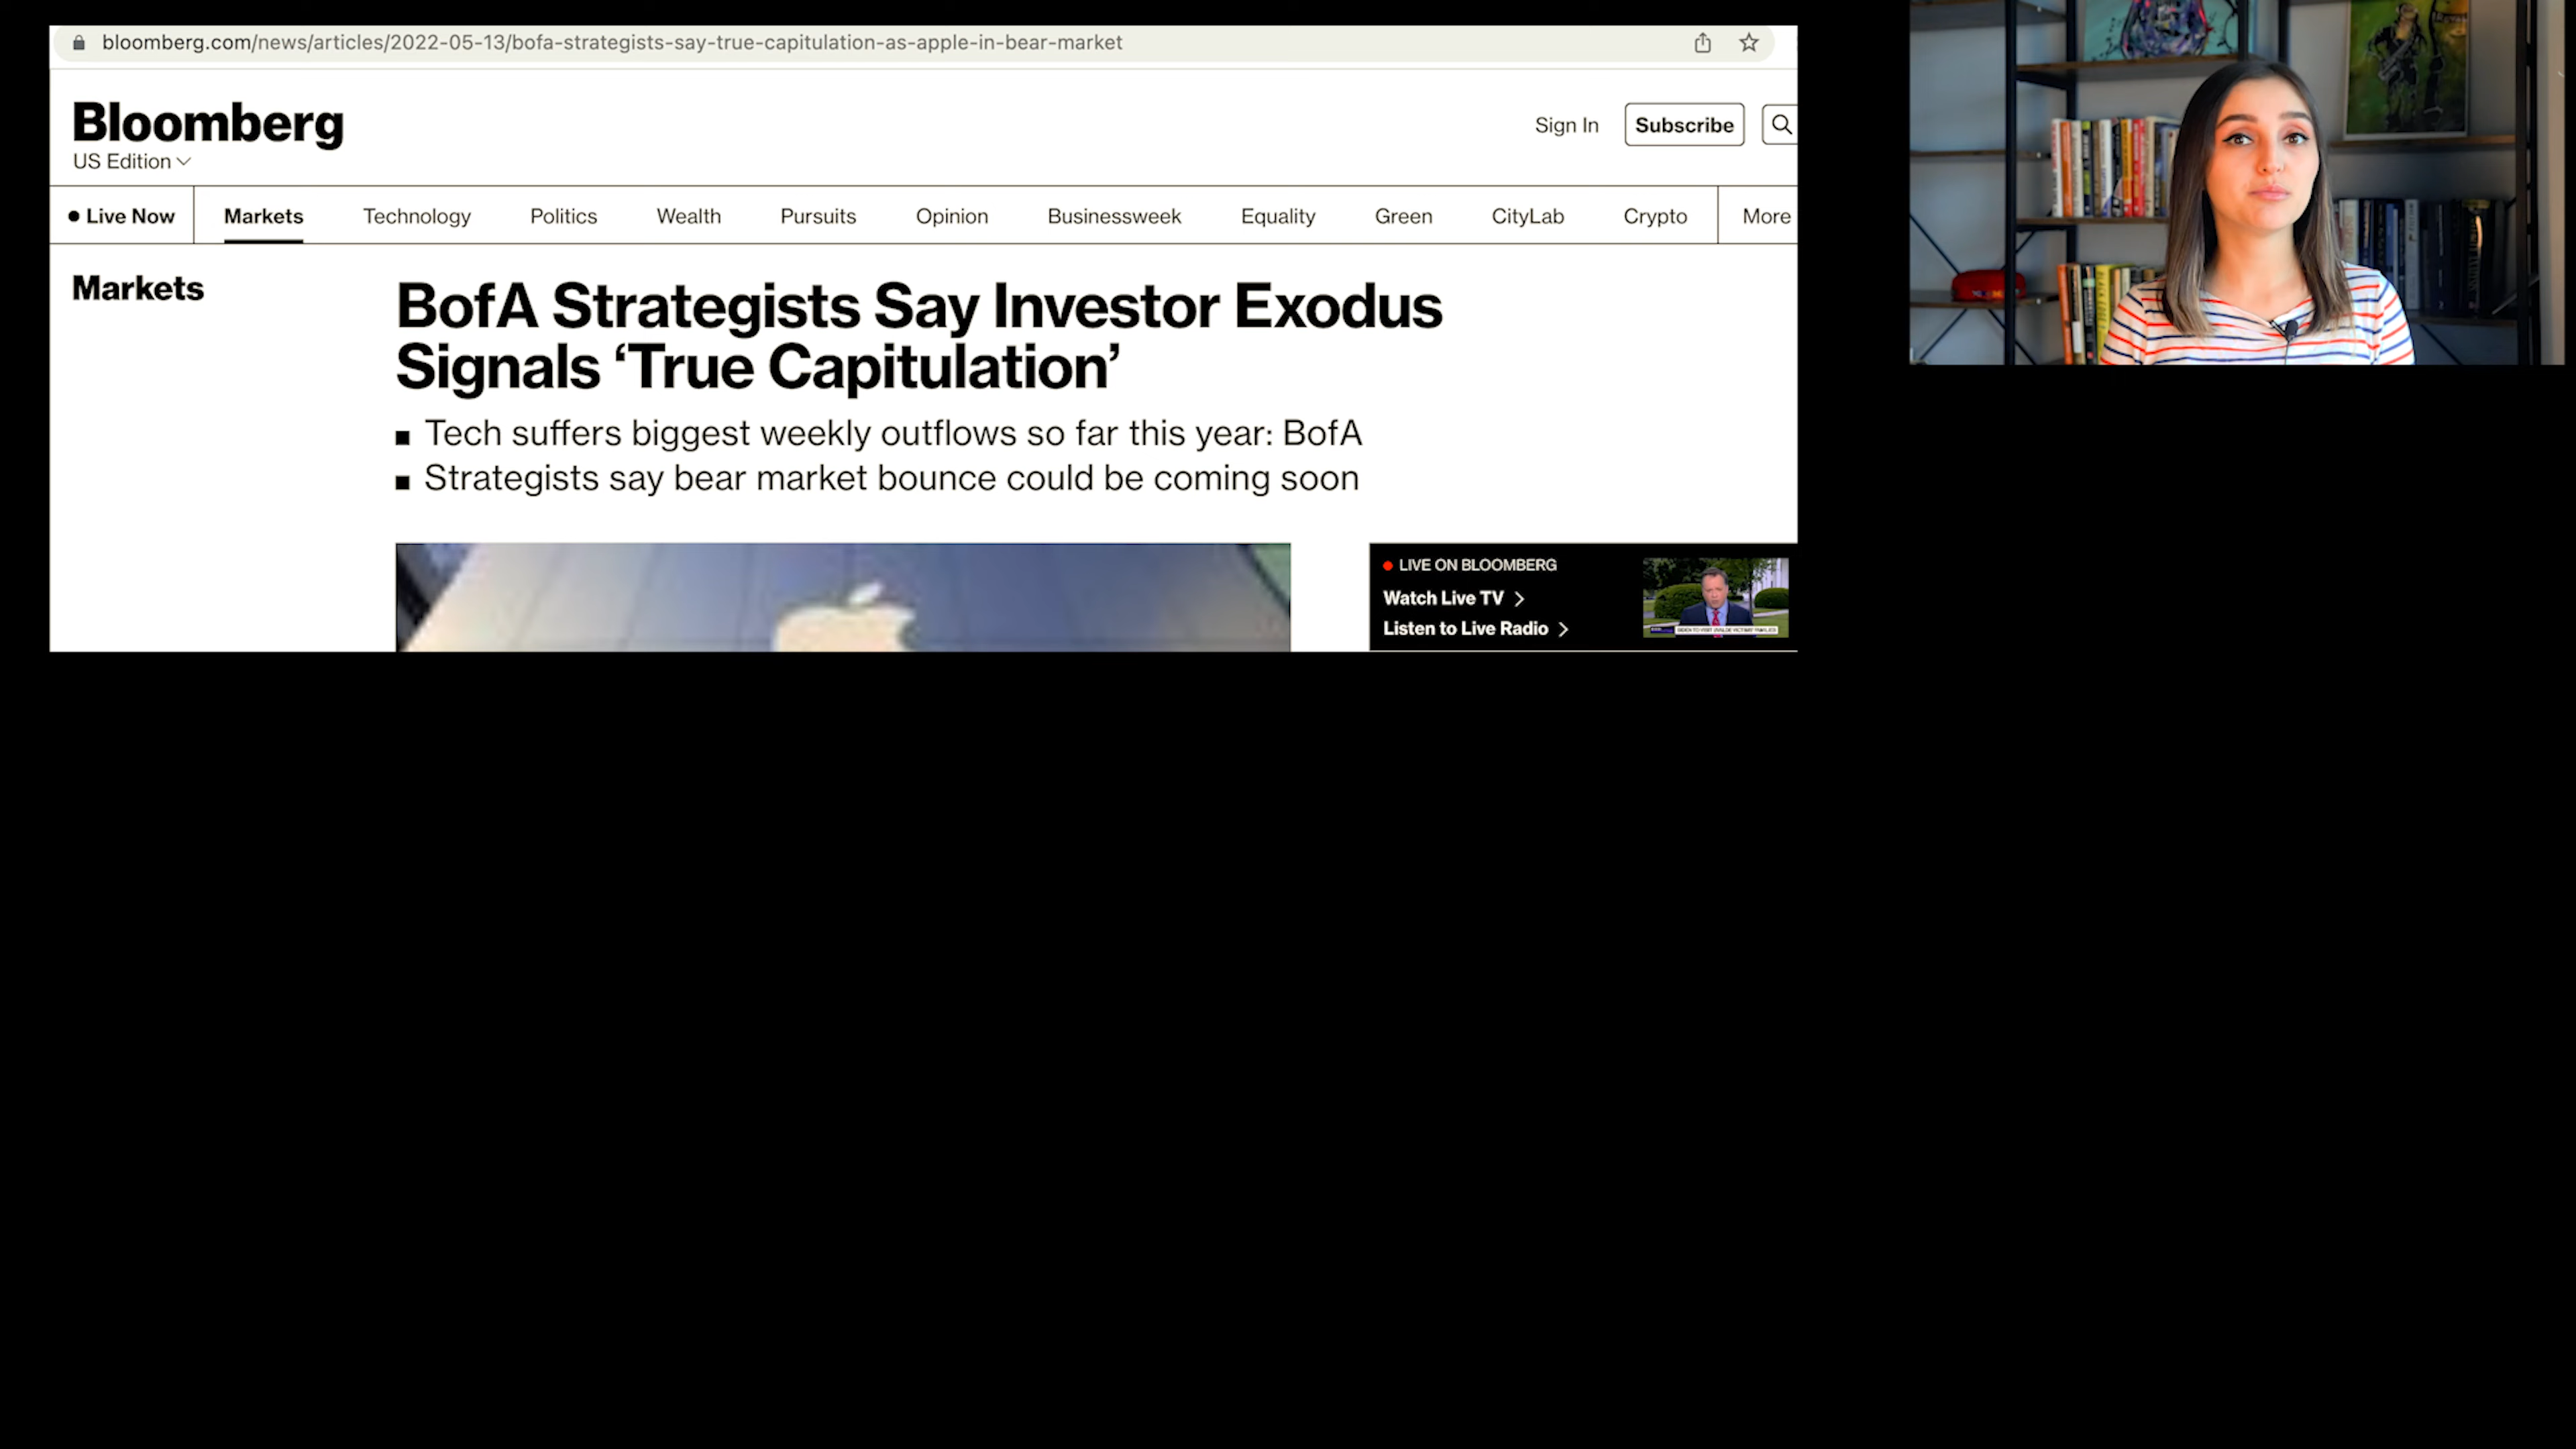 bloomberg.com/news/articles/2022-05-13/bofa-strategists-say-true-capitulation-as-apple-in-bear-market
Bloomberg
US Edition
Sign In
Subscribe
Live Now
Markets
Technology
Politics
Wealth
Pursuits
Opinion
Businessweek
Equality
Green
CityLab
Crypto
More
Markets
BofA Strategists Say Investor Exodus
Signals ‘True Capitulation’
Tech suffers biggest weekly outflows so far this year: BofA
Strategists say bear market bounce could be coming soon
LIVE ON BLOOMBERG
Watch Live TV
Listen to Live Radio